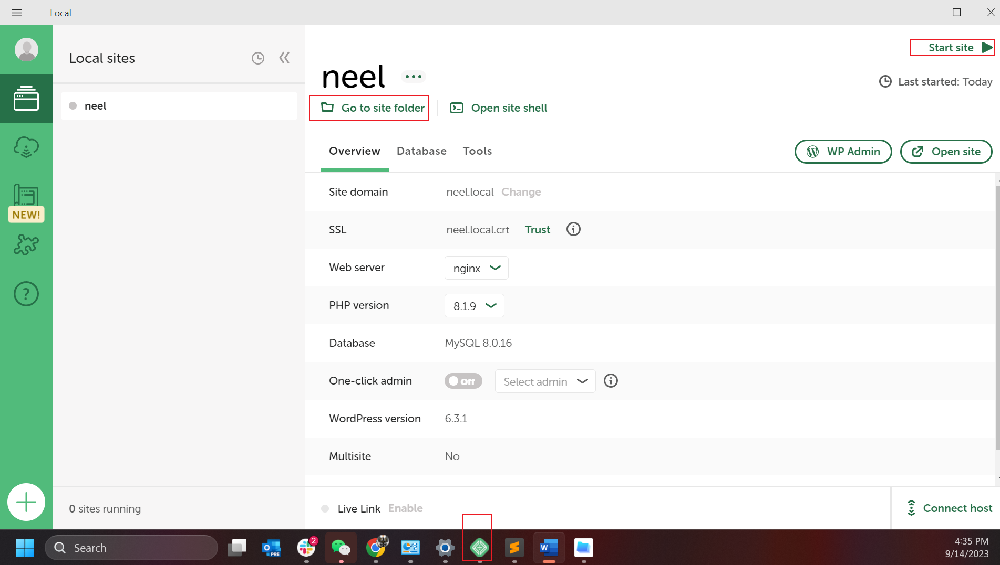 Local
Local sites
neel
0 sites running
NEW!
Start site
neel
Last started: Today
Go to site folder
Open site shell
Overview
Database
Tools
WP Admin
Open site
Site domain
neel.local
Change
SSL
neel.local.crt
Trust
Web server
nginx
PHP version
8.1.9
Database
MySQL 8.0.16
One-click admin
Off
Select admin
WordPress version
6.3.1
Multisite
No
Live Link
Enable
Connect host
Search
PRE
2
4:35 PM
9/14/2023